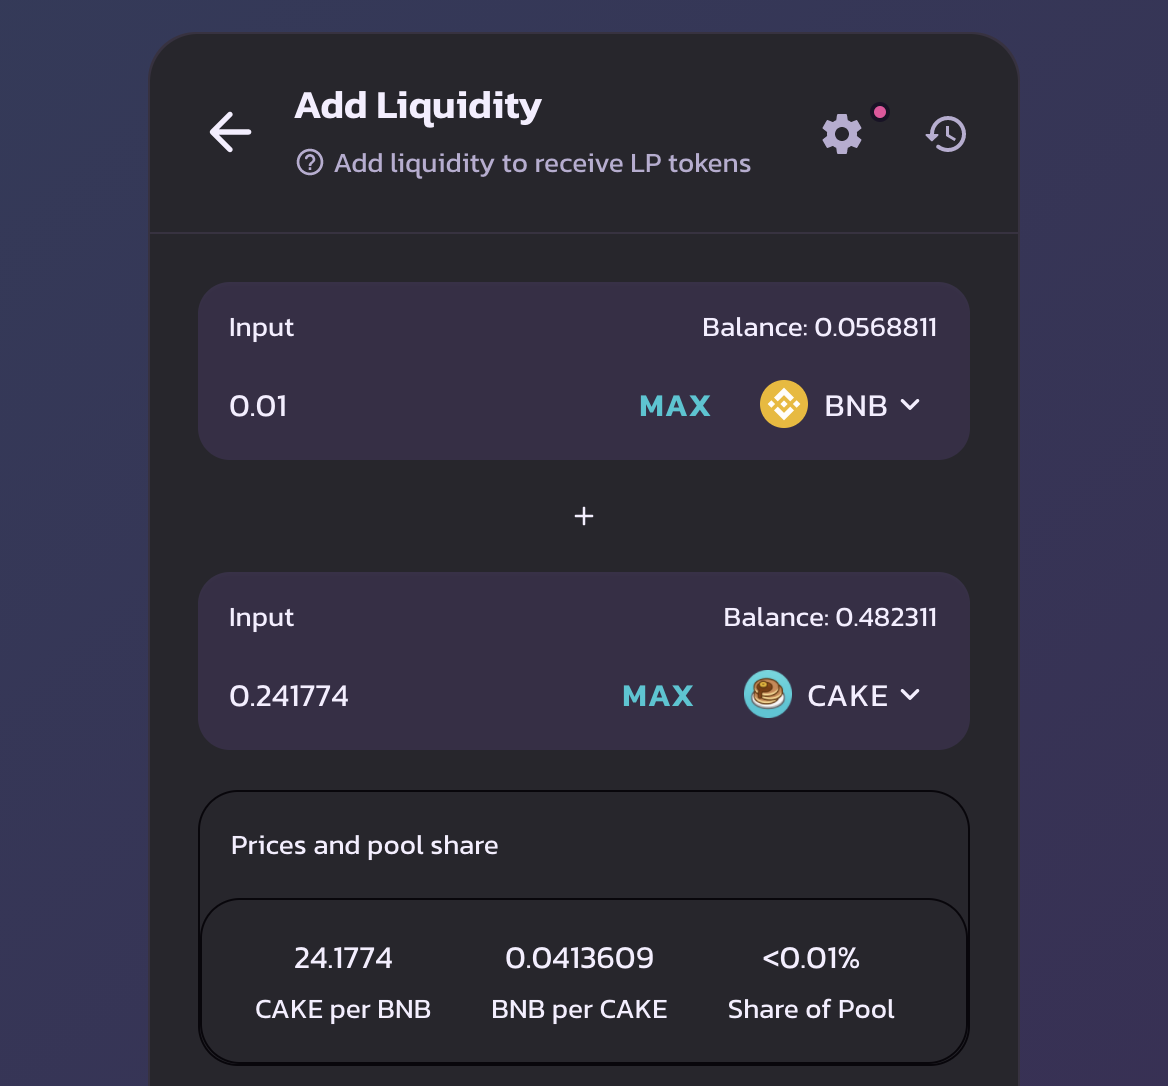 Add Liquidity
Add liquidity to receive LP tokens
Input
Balance: 0.0568811
0.01
MAX
BNB
+
Input
Balance: 0.482311
0.241774
MAX
CAKE
Prices and pool share
24.1774
0.0413609
<0.01%
CAKE per BNB
BNB per CAKE
Share of Pool